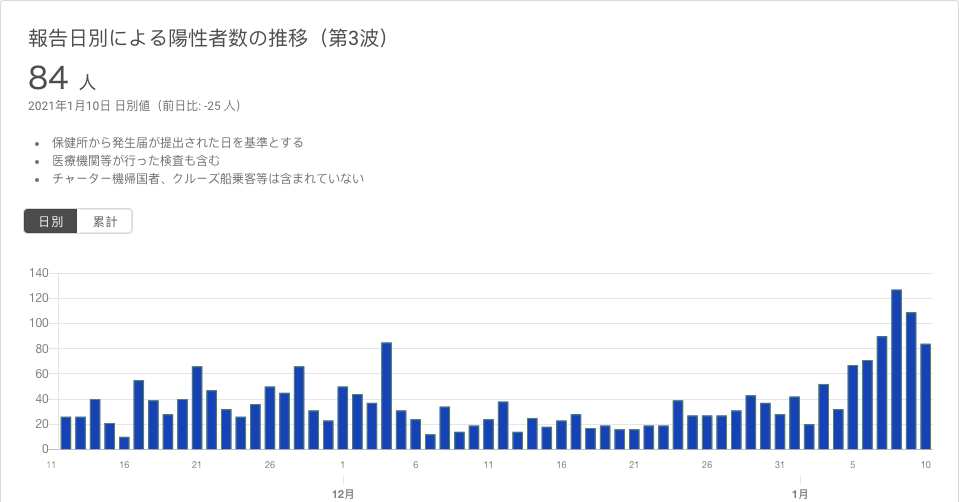 報告日別による陽性者数の推移（第3波）
84 人
2021年1月10日 日別値（前日比: -25 人）
保健所から発生届が提出された日を基準とする
医療機関等が行った検査も含む
チャーター機帰国者、クルーズ船乗客等は含まれていない
日別 累計
140
120
100
80
60
40
20
0
11 16 21 26 1 6 11 16 21 26 31 5 10
12月 1月